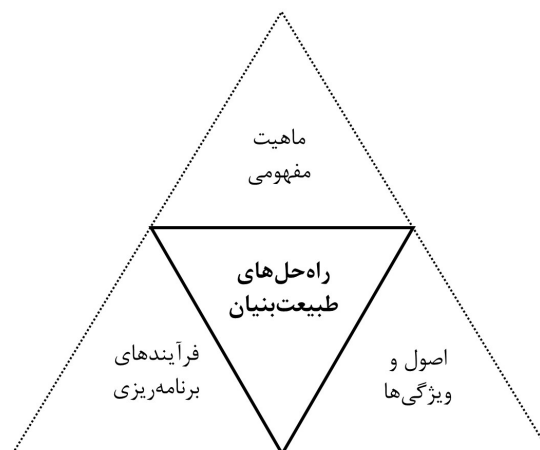 ماهیت
مفهومی
راه‌حل‌های
طبیعت‌بنیان
اصول و
ویژگی‌ها
فرآیندهای
برنامه‌ریزی